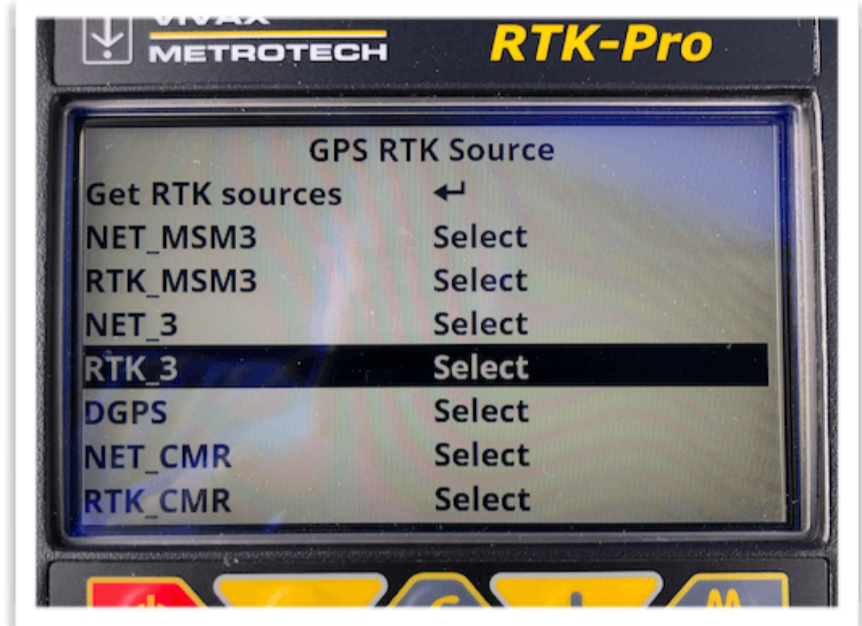 VIVAX
METROTECH
RTK-Pro
GPS RTK Source
Get RTK sources ↵
NET_MSM3 Select
RTK_MSM3 Select
NET_3 Select
RTK_3 Select
DGPS Select
NET_CMR Select
RTK_CMR Select